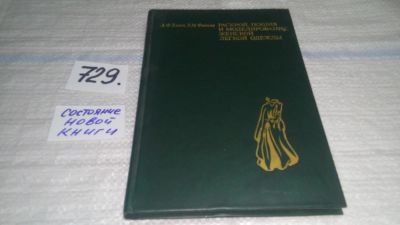 729.
СОСТОЯНИЕ
НОВОЙ
КНИГИ
РАСКРОЙ, ПОШИВ
И МОДЕЛИРОВАНИЕ
ЖЕНСКОЙ
ЛЕГКОЙ ОДЕЖДЫ